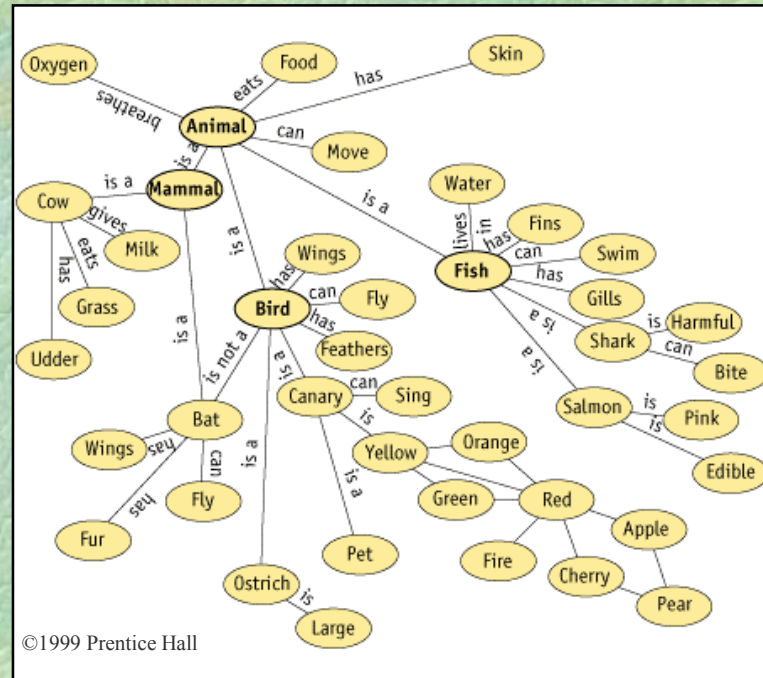 Oxygen
Food
Skin
breathes
eats
has
Animal
can
Move
is a
Mammal
is a
Cow
gives
Milk
eats
has
Grass
Udder
is a
is a
is a
Water
lives in
Fish
has
Fins
can
Swim
has
Gills
is a
Shark
is
Harmful
can
Bite
is a
Salmon
is
Pink
is
Edible
Bird
has
Wings
can
Fly
has
Feathers
is not a
Bat
has
Wings
has
Fur
can
Fly
is a
Ostrich
is
Large
is a
Canary
can
Sing
is
Yellow
is a
Pet
Orange
Green
Red
Fire
Cherry
Apple
Pear
©1999 Prentice Hall